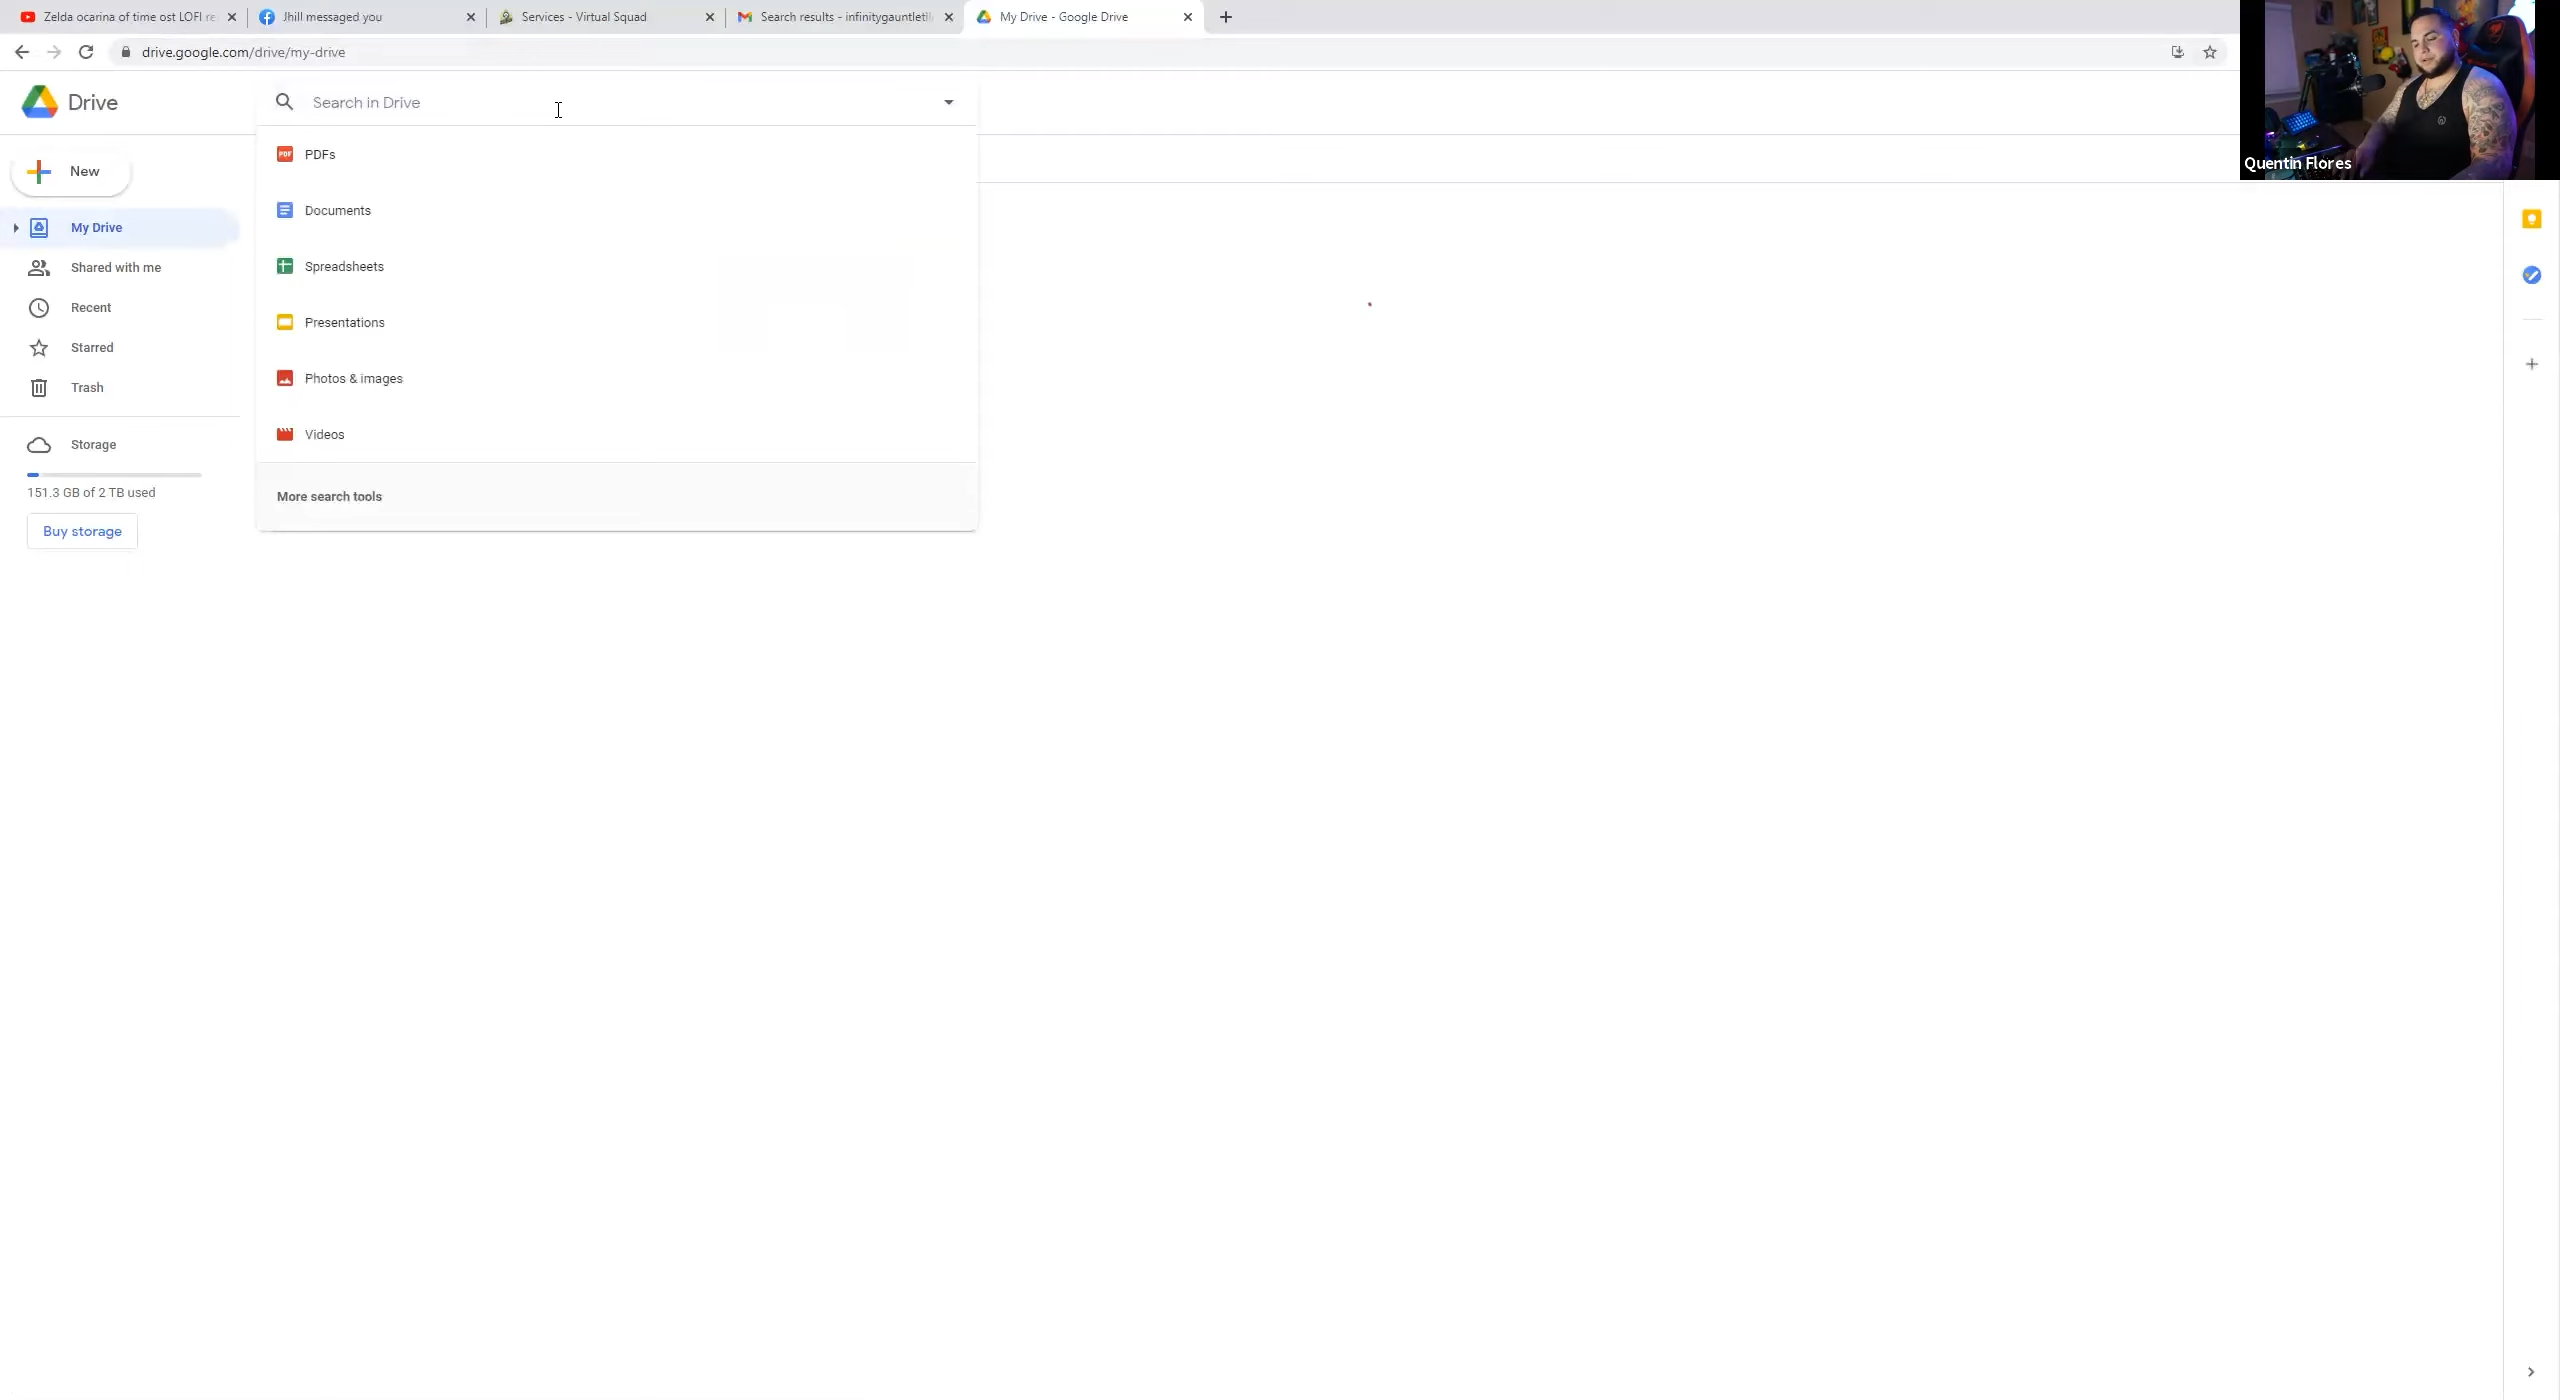 Zelda ocarina of time ost LOFI re
Jhill messaged you
Services - Virtual Squad
Search results - infinitygauntletll
My Drive - Google Drive
drive.google.com/drive/my-drive
Drive
Search in Drive
New
PDFs
Documents
Spreadsheets
Presentations
Photos & images
Videos
More search tools
My Drive
Shared with me
Recent
Starred
Trash
Storage
151.3 GB of 2 TB used
Buy storage
Quentin Flores